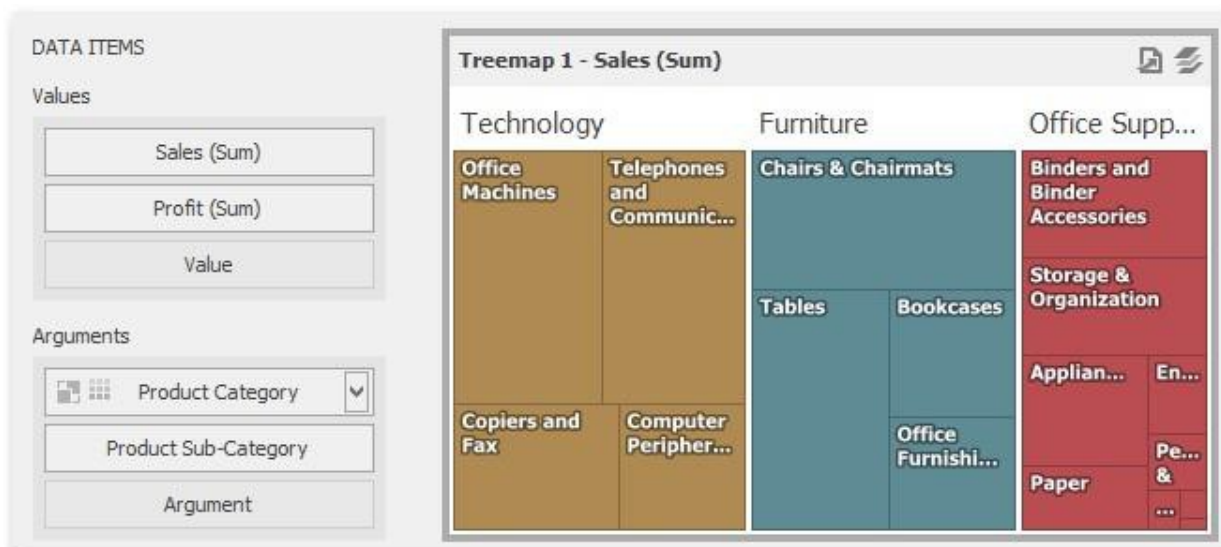 DATA ITEMS
Values
Sales (Sum)
Profit (Sum)
Value
Arguments
Product Category
Product Sub-Category
Argument
Treemap 1 - Sales (Sum)
Technology
Furniture
Office Supp...
Office
Machines
Telephones
and
Communic...
Copiers and
Fax
Computer
Peripher...
Chairs & Chairmats
Tables
Bookcases
Office
Furnishi...
Binders and
Binder
Accessories
Storage &
Organization
Applian...
En...
Paper
Pe...
&
...